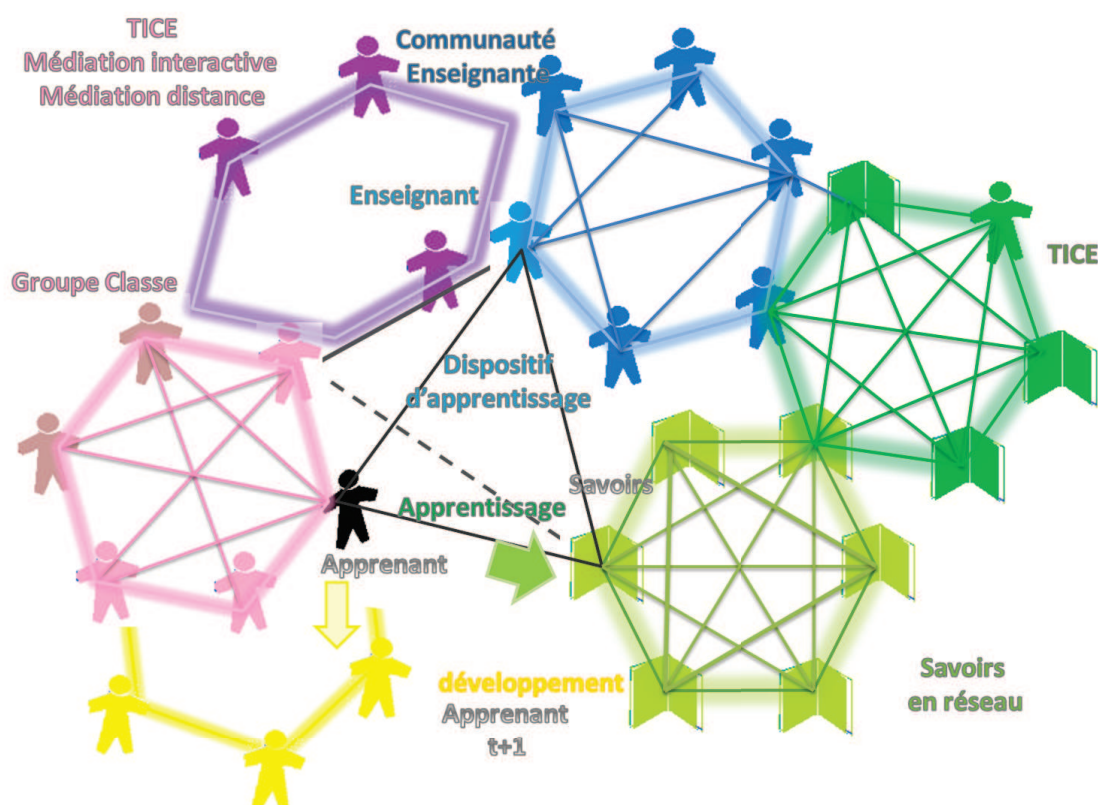 TICE
Médiation interactive
Médiation distance
Communauté
Enseignante
Enseignant
TICE
Groupe Classe
Dispositif
d'apprentissage
Savoirs
Apprentissage
Apprenant
développement
Apprenant
t+1
Savoirs
en réseau